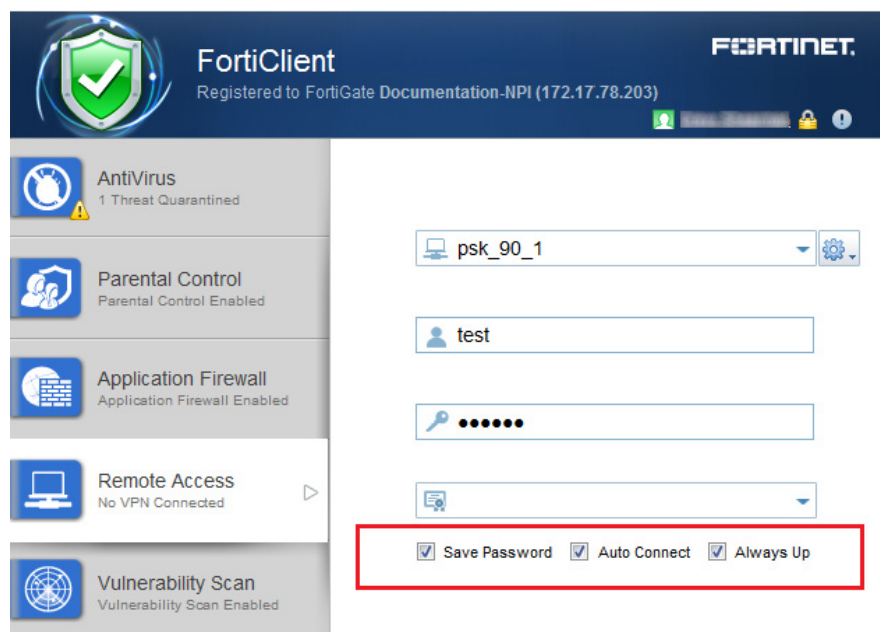 FortiClient
FORTINET.
Registered to FortiGate Documentation-NPI (172.17.78.203)
AntiVirus
1 Threat Quarantined
Parental Control
Parental Control Enabled
Application Firewall
Application Firewall Enabled
Remote Access
No VPN Connected
Vulnerability Scan
Vulnerability Scan Enabled
psk_90_1
test
••••••
Save Password Auto Connect Always Up